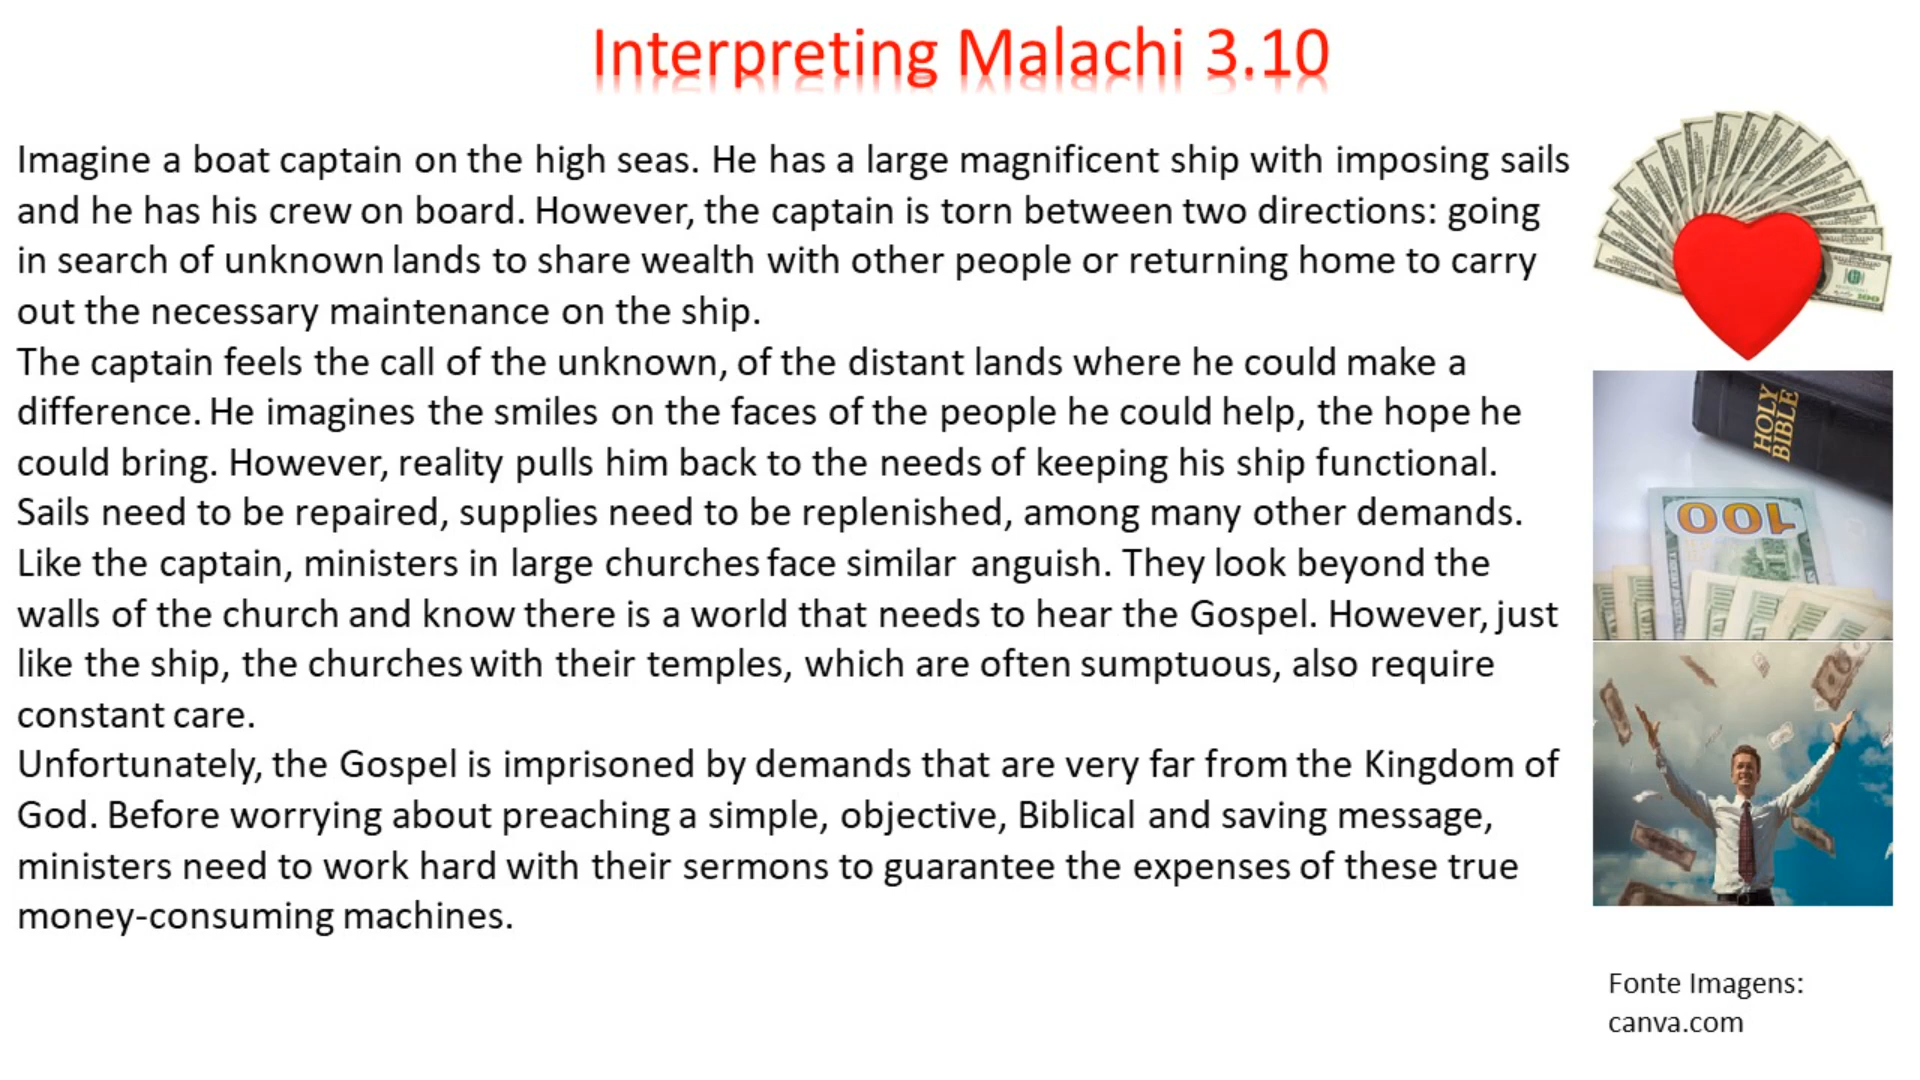 Interpreting Malachi 3.10
Imagine a boat captain on the high seas. He has a large magnificent ship with imposing sails
and he has his crew on board. However, the captain is torn between two directions: going
in search of unknown lands to share wealth with other people or returning home to carry
out the necessary maintenance on the ship.
The captain feels the call of the unknown, of the distant lands where he could make a
difference. He imagines the smiles on the faces of the people he could help, the hope he
could bring. However, reality pulls him back to the needs of keeping his ship functional.
Sails need to be repaired, supplies need to be replenished, among many other demands.
Like the captain, ministers in large churches face similar anguish. They look beyond the
walls of the church and know there is a world that needs to hear the Gospel. However, just
like the ship, the churches with their temples, which are often sumptuous, also require
constant care.
Unfortunately, the Gospel is imprisoned by demands that are very far from the Kingdom of
God. Before worrying about preaching a simple, objective, Biblical and saving message,
ministers need to work hard with their sermons to guarantee the expenses of these true
money-consuming machines.
100
HOLY
BIBLE
100
Fonte Imagens:
canva.com